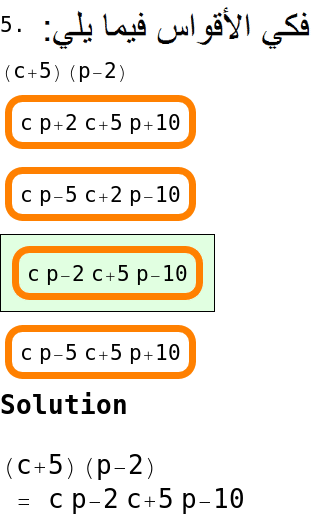 5. فكي الأقواس فيما يلي:
(c+5)(p−2)
c p+2 c+5 p+10
c p−5 c+2 p−10
c p−2 c+5 p−10
c p−5 c+5 p+10
Solution
(c+5)(p−2)
= c p−2 c+5 p−10